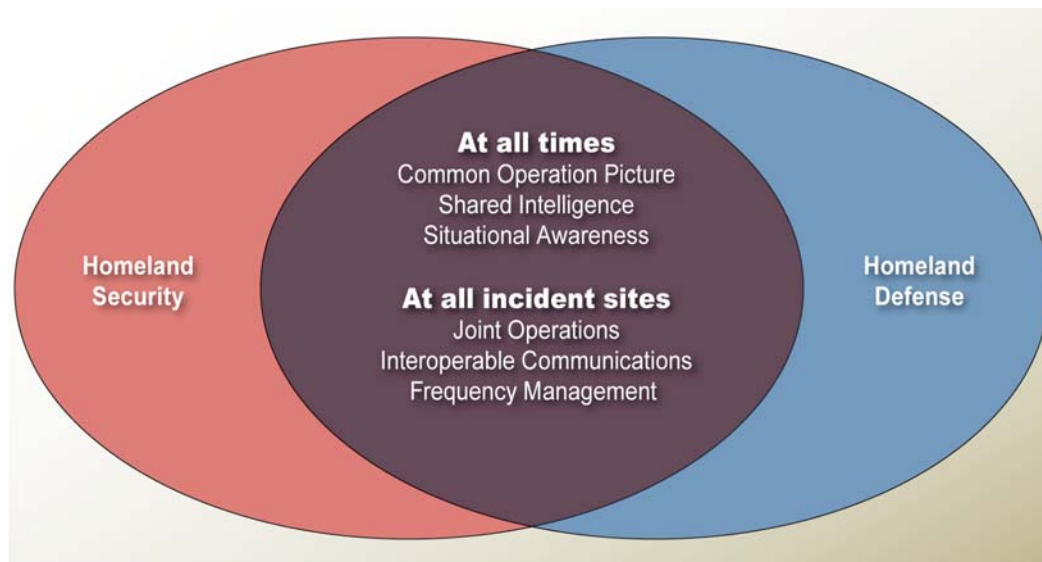 At all times
Common Operation Picture
Shared Intelligence
Situational Awareness
Homeland
Security
Homeland
Defense
At all incident sites
Joint Operations
Interoperable Communications
Frequency Management